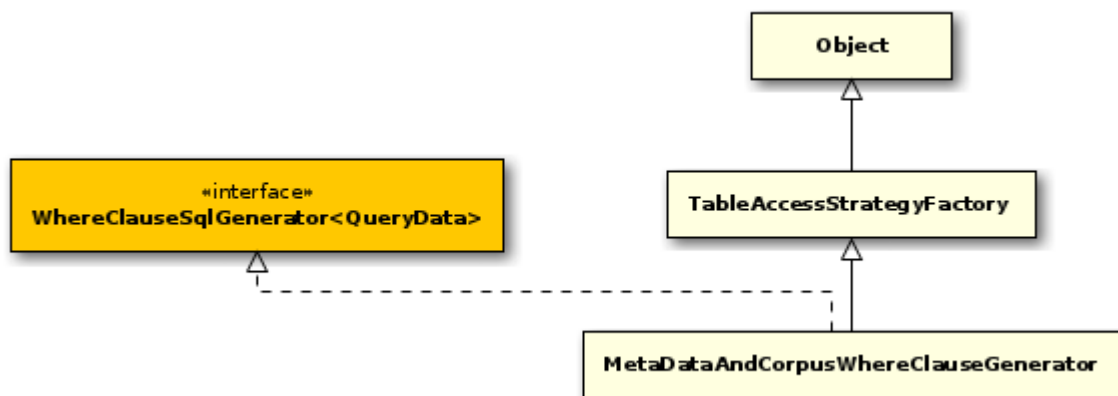 Object
«interface»
WhereClauseSqlGenerator<QueryData>
TableAccessStrategyFactory
MetaDataAndCorpusWhereClauseGenerator